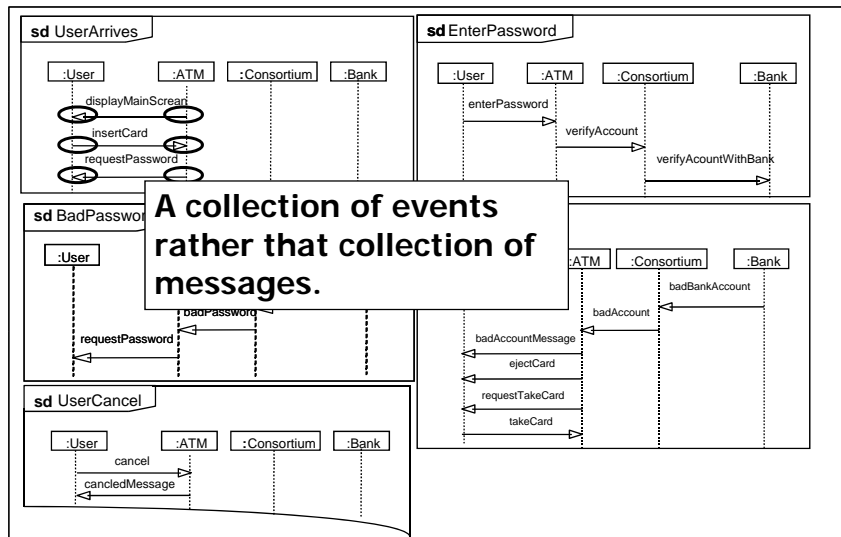 sd UserArrives
:User :ATM :Consortium :Bank
displayMainScrean
insertCard
requestPassword
sd EnterPassword
:User :ATM :Consortium :Bank
enterPassword
verifyAccount
verifyAcountWithBank
A collection of events
rather that collection of
messages.
sd BadPasswor
:User
badPassword
requestPassword
:ATM :Consortium :Bank
badBankAccount
badAccount
badAccountMessage
ejectCard
requestTakeCard
takeCard
sd UserCancel
:User :ATM :Consortium :Bank
cancel
cancledMessage